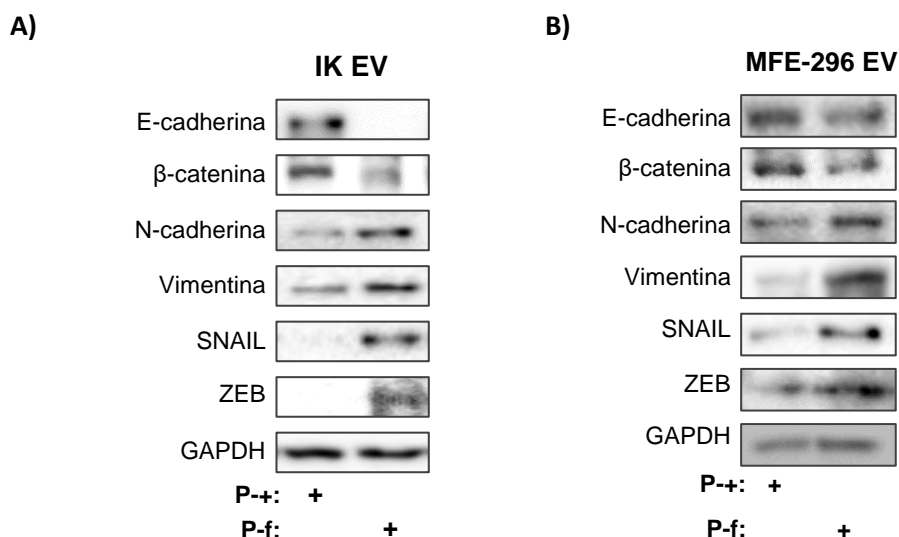 A)
IK EV
E-cadherina
β-catenina
N-cadherina
Vimentina
SNAIL
ZEB
GAPDH
P-+: +
P-f: +
B)
MFE-296 EV
E-cadherina
β-catenina
N-cadherina
Vimentina
SNAIL
ZEB
GAPDH
P-+: +
P-f: +